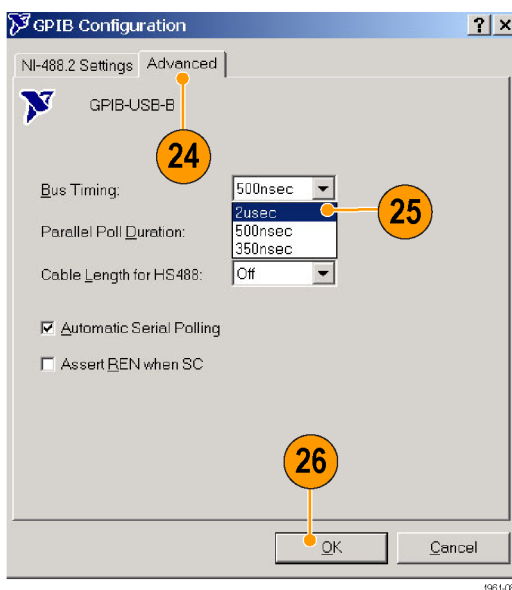 GPIB Configuration
NI-488.2 Settings Advanced
GPIB-USB-B
24
Bus Timing: 500nsec
2usec
25
Parallel Poll Duration: 500nsec
350nsec
Cable Length for HS488: Off
Automatic Serial Polling
Assert REN when SC
26
OK Cancel